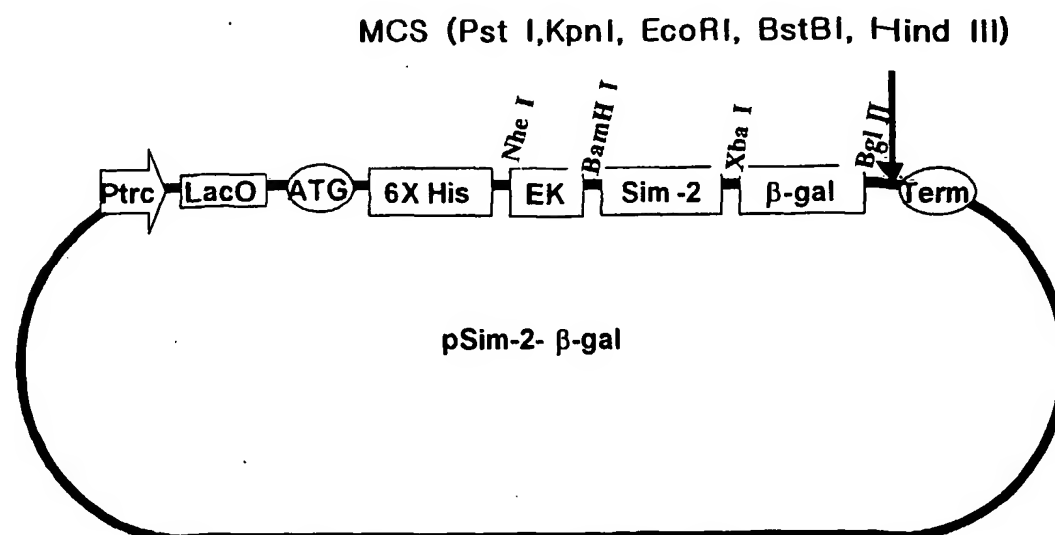 MCS (Pst I,KpnI, EcoRI, BstBI, Hind III)
Nhe I
BamH I
Xba I
Bgl II
Ptrc
LacO
ATG
6X His
EK
Sim -2
β-gal
Term
pSim-2- β-gal